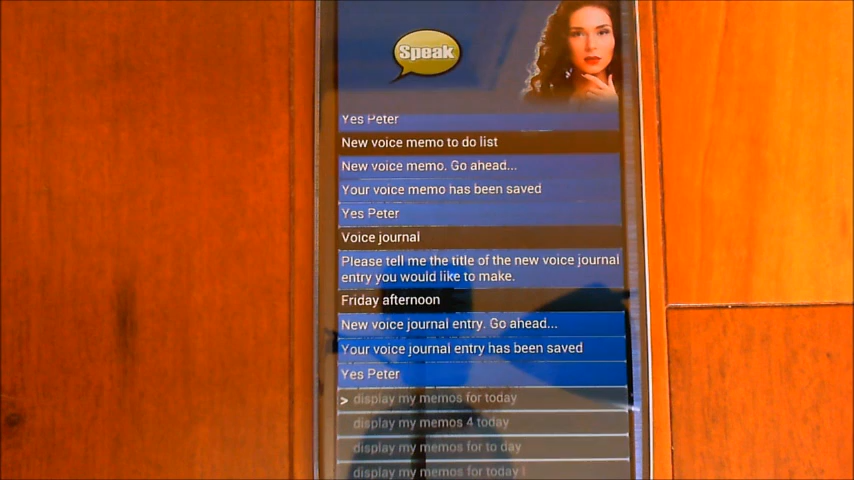 Speak
Yes Peter
New voice memo to do list
New voice memo. Go ahead...
Your voice memo has been saved
Yes Peter
Voice journal
Please tell me the title of the new voice journal
entry you would like to make.
Friday afternoon
New voice journal entry. Go ahead...
Your voice journal entry has been saved
Yes Peter
> display my memos for today
display my memos 4 today
display my memos for to day
display my memos for today I